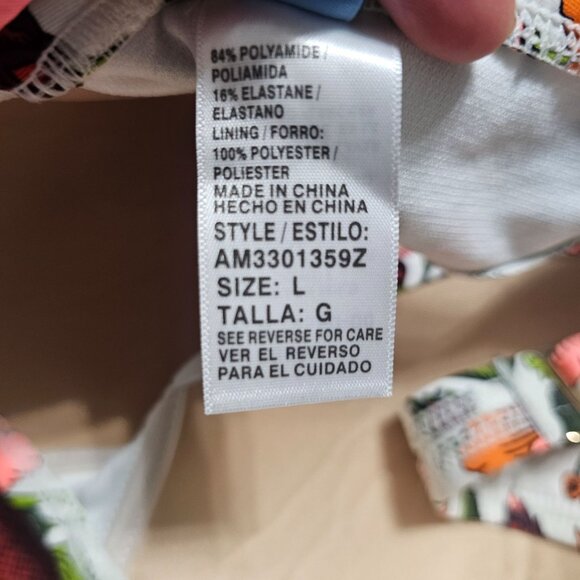 84% POLYAMIDE /
POLIAMIDA
16% ELASTANE /
ELASTANO
LINING / FORRO:
100% POLYESTER /
POLIESTER
MADE IN CHINA
HECHO EN CHINA
STYLE / ESTILO:
AM3301359Z
SIZE: L
TALLA: G
SEE REVERSE FOR CARE
VER EL REVERSO
PARA EL CUIDADO